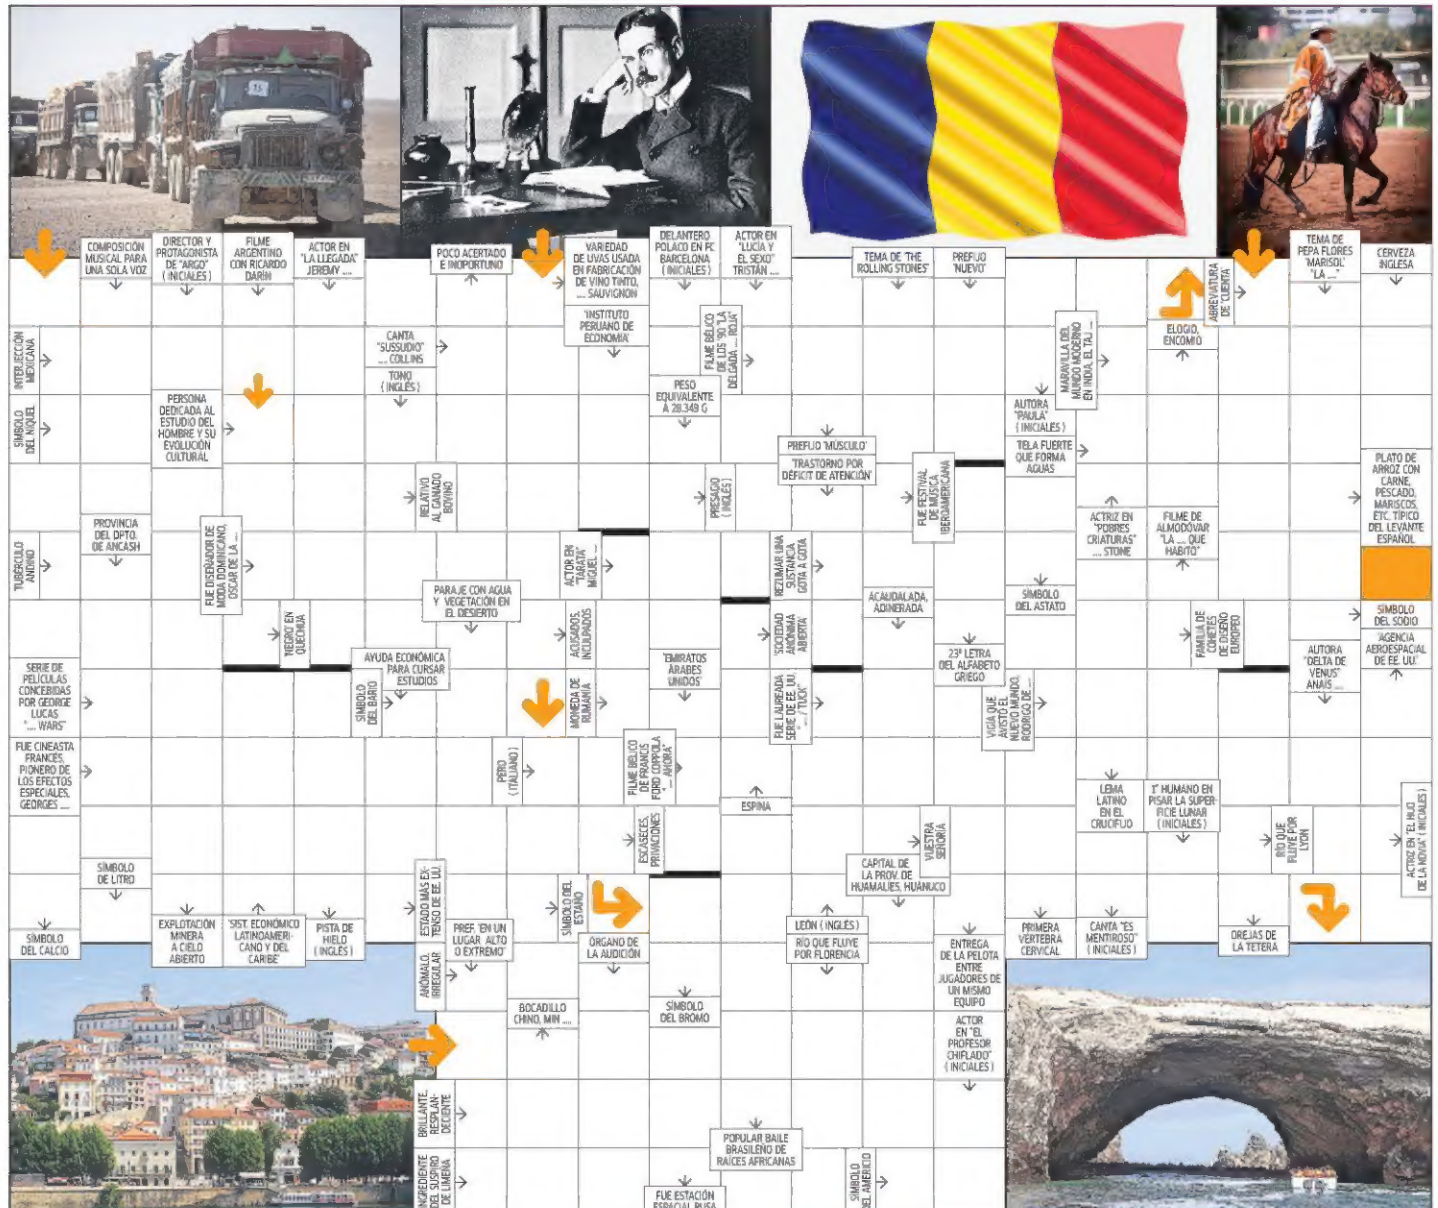 15
COMPOSICIÓN
MUSICAL PARA
UNA SOLA VOZ
DIRECTOR Y
PROTAGONISTA
DE "ARGO"
(INICIALES)
FILME
ARGENTINO
CON RICARDO
DARÍN
ACTOR EN
"LA LLEGADA"
JEREMY ....
POCO ACERTADO
E INOPORTUNO
VARIEDAD
DE UVAS USADA
EN FABRICACIÓN
DE VINO TINTO,
.... SAUVIGNON
DELANTERO
POLACO EN FC
BARCELONA
(INICIALES)
ACTOR EN
"LUCÍA Y
EL SEXO"
TRISTÁN ....
TEMA DE 'THE
ROLLING STONES'
PREFIJO
'NUEVO'
ABREVIATURA
DE 'CUENTA'
TEMA DE
PEPA FLORES
'MARISOL'
"LA ...."
CERVEZA
INGLESA
INTERJECCIÓN
MEXICANA
CANTA
"SUSSUDIO"
.... COLLINS
TONO
(INGLÉS)
'INSTITUTO
PERUANO DE
ECONOMÍA'
FILME BÉLICO
DE LOS '90 "LA
DELGADA .... ROJA"
MARAVILLA DEL
MUNDO MODERNO
EN INDIA, EL TAJ ....
ELOGIO,
ENCOMIO
SÍMBOLO
DEL NÍQUEL
PERSONA
DEDICADA AL
ESTUDIO DEL
HOMBRE Y SU
EVOLUCIÓN
CULTURAL
PESO
EQUIVALENTE
A 28.349 G
PREFIJO 'MÚSCULO'
'TRASTORNO POR
DÉFICIT DE ATENCIÓN'
AUTORA
"PAULA"
(INICIALES)
TELA FUERTE
QUE FORMA
AGUAS
RELATIVO
AL GANADO
BOVINO
PRESAGIO
(INGLÉS)
FUE FESTIVAL
DE MÚSICA
IBEROAMERICANA
PLATO DE
ARROZ CON
CARNE,
PESCADO,
MARISCOS,
ETC. TÍPICO
DEL LEVANTE
ESPAÑOL
TUBÉRCULO
ANDINO
PROVINCIA
DEL DPTO.
DE ANCASH
FUE DISEÑADOR DE
MODA DOMINICANO,
OSCAR DE LA ....
ACTOR EN
"TARATA"
MIGUEL ....
REZUMAR UNA
SUSTANCIA
GOTA A GOTA
ACTRIZ EN
"POBRES
CRIATURAS"
.... STONE
FILME DE
ALMODÓVAR
"LA .... QUE
HABITO"
'NEGRO' EN
QUECHUA
PARAJE CON AGUA
Y VEGETACIÓN EN
EL DESIERTO
ACUSADOS,
INCULPADOS
'SOCIEDAD
ANÓNIMA
ABIERTA'
ACAUDALADA,
ADINERADA
SÍMBOLO
DEL ASTATO
FAMILIA DE
COHETES
DE DISEÑO
EUROPEO
SÍMBOLO
DEL SODIO
'AGENCIA
AEROESPACIAL
DE EE. UU.'
SERIE DE
PELÍCULAS
CONCEBIDAS
POR GEORGE
LUCAS
".... WARS"
SÍMBOLO
DEL BARIO
AYUDA ECONÓMICA
PARA CURSAR
ESTUDIOS
MONEDA DE
RUMANÍA
'EMIRATOS
ÁRABES
UNIDOS'
FUE LAUREADA
SERIE DE EE. UU.
".... / TUCK"
23ª LETRA
DEL ALFABETO
GRIEGO
VIGÍA QUE
AVISTÓ EL
NUEVO MUNDO,
RODRIGO DE ....
AUTORA
"DELTA DE
VENUS"
ANAÏS ....
FUE CINEASTA
FRANCÉS,
PIONERO DE
LOS EFECTOS
ESPECIALES,
GEORGES ....
PERO
(ITALIANO)
FILME BÉLICO
DE FRANCIS
FORD COPPOLA
".... AHORA"
ESPINA
LEMA
LATINO
EN EL
CRUCIFIJO
1º HUMANO EN
PISAR LA SUPER-
FICIE LUNAR
(INICIALES)
ACTRIZ EN "EL HIJO
DE LA NOVIA" (INICIALES)
SÍMBOLO
DE LITRO
ESCASECES,
PRIVACIONES
CAPITAL DE
LA PROV. DE
HUAMALÍES, HUÁNUCO
VUESTRA
SEÑORÍA
RÍO QUE
FLUYE POR
LYON
SÍMBOLO
DEL CALCIO
EXPLOTACIÓN
MINERA
A CIELO
ABIERTO
'SIST. ECONÓMICO
LATINOAMERI-
CANO Y DEL
CARIBE'
PISTA DE
HIELO
(INGLÉS)
ESTADO MÁS EX-
TENSO DE EE. UU.
PREF. 'EN UN
LUGAR ALTO
O EXTREMO'
SÍMBOLO DEL
ESTAÑO
ÓRGANO DE
LA AUDICIÓN
LEÓN (INGLÉS)
RÍO QUE FLUYE
POR FLORENCIA
ENTREGA
DE LA PELOTA
ENTRE
JUGADORES DE
UN MISMO
EQUIPO
PRIMERA
VÉRTEBRA
CERVICAL
CANTA "ES
MENTIROSO"
(INICIALES)
OREJAS DE
LA TETERA
ANÓMALO,
IRREGULAR
BOCADILLO
CHINO, MIN ....
SÍMBOLO
DEL BROMO
ACTOR
EN "EL
PROFESOR
CHIFLADO"
(INICIALES)
BRILLANTE,
RESPLAN-
DECIENTE
POPULAR BAILE
BRASILEÑO DE
RAÍCES AFRICANAS
INGREDIENTE
DEL SUSPIRO
DE LIMEÑA
FUE ESTACIÓN
ESPACIAL RUSA
SÍMBOLO
DEL AMERICIO